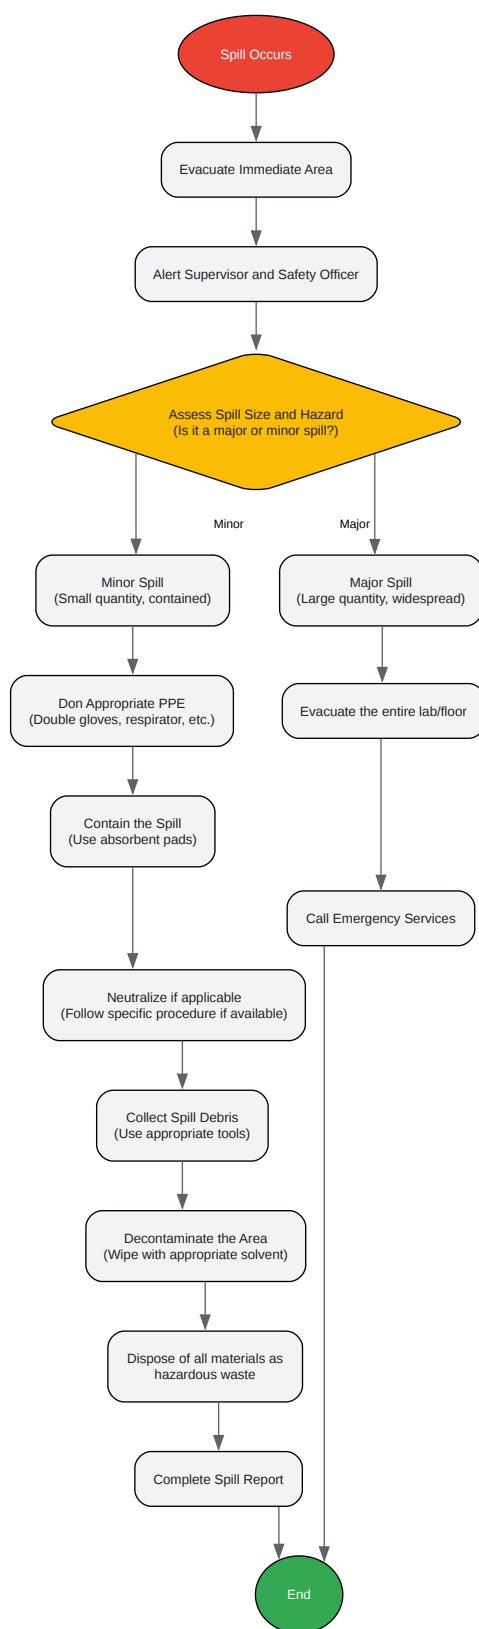 Spill Occurs
Evacuate Immediate Area
Alert Supervisor and Safety Officer
Assess Spill Size and Hazard
(Is it a major or minor spill?)
Minor
Major
Minor Spill
(Small quantity, contained)
Major Spill
(Large quantity, widespread)
Don Appropriate PPE
(Double gloves, respirator, etc.)
Evacuate the entire lab/floor
Contain the Spill
(Use absorbent pads)
Call Emergency Services
Neutralize if applicable
(Follow specific procedure if available)
Collect Spill Debris
(Use appropriate tools)
Decontaminate the Area
(Wipe with appropriate solvent)
Dispose of all materials as
hazardous waste
Complete Spill Report
End